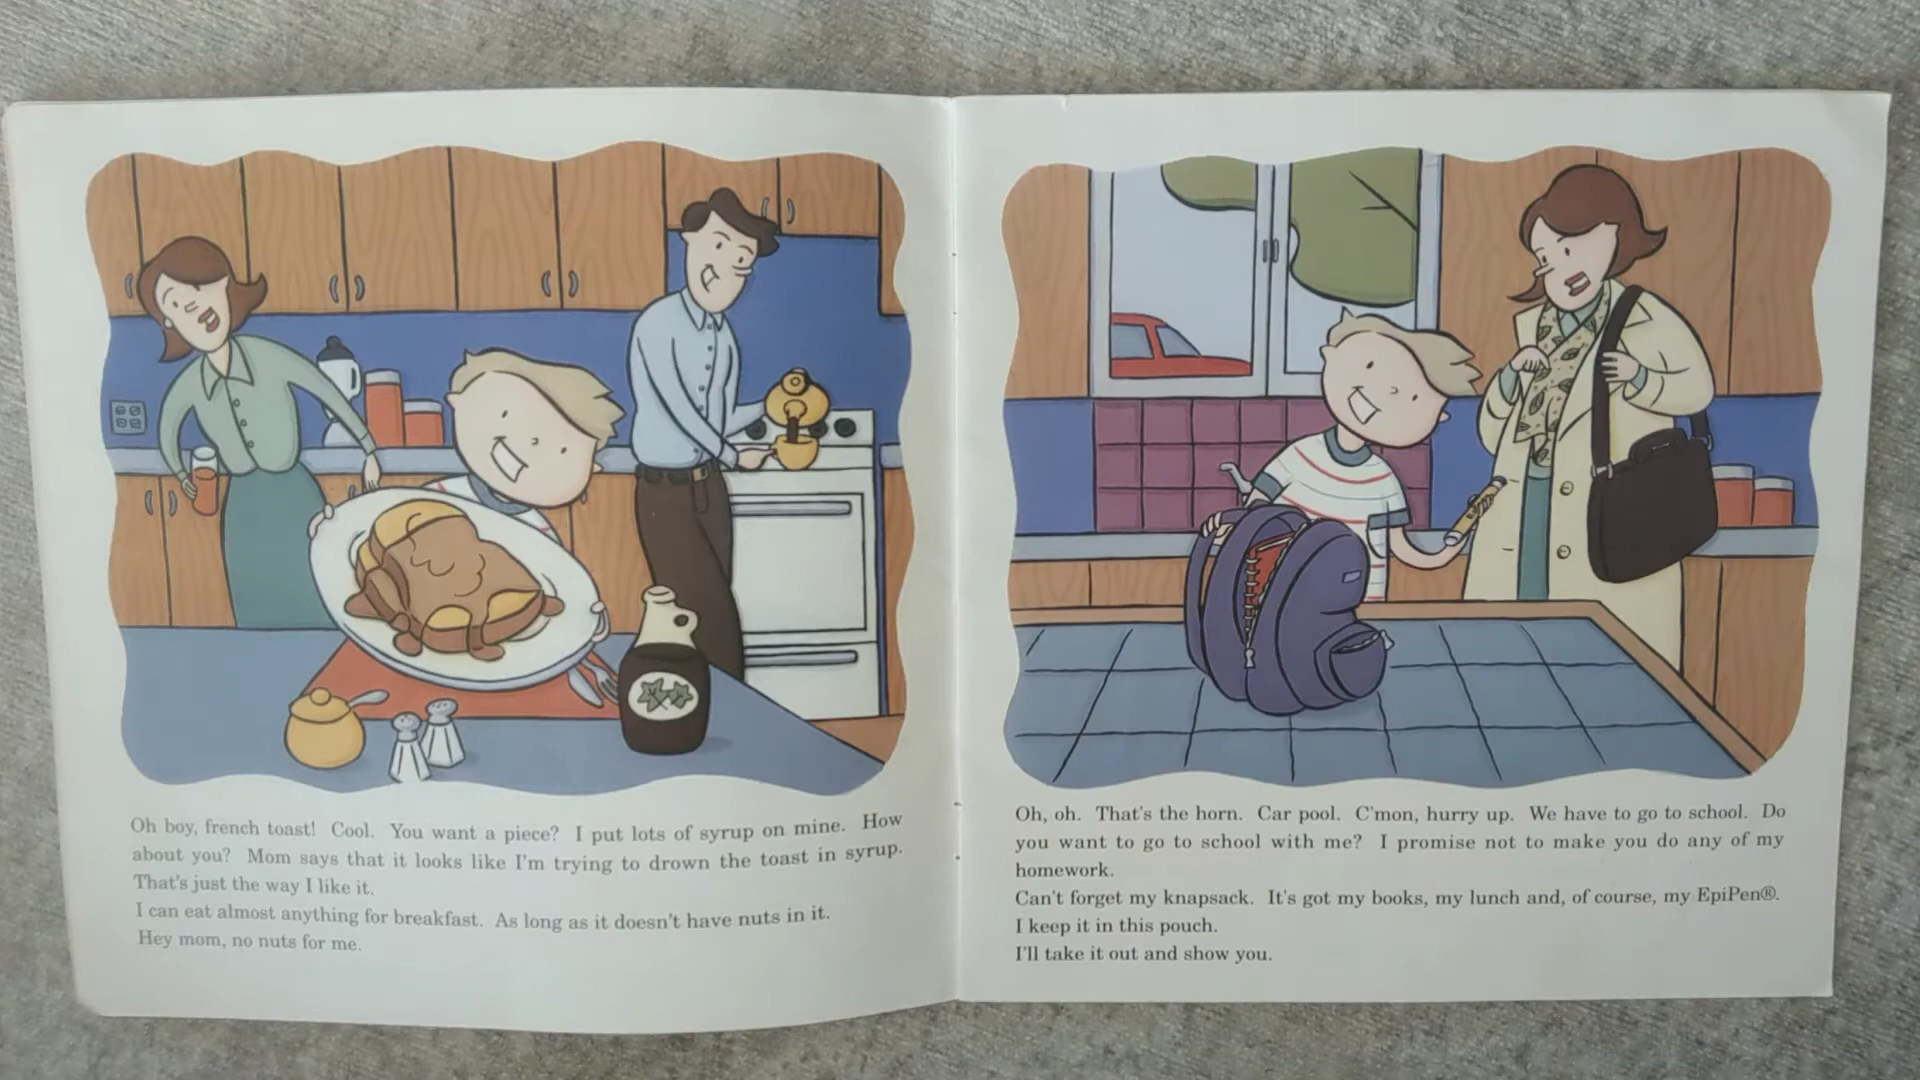 Oh boy, french toast! Cool. You want a piece? I put lots of syrup on mine. How
about you? Mom says that it looks like I'm trying to drown the toast in syrup.
That's just the way I like it.
I can eat almost anything for breakfast. As long as it doesn't have nuts in it.
Hey mom, no nuts for me.
Oh, oh. That's the horn. Car pool. C'mon, hurry up. We have to go to school. Do
you want to go to school with me? I promise not to make you do any of my
homework.
Can't forget my knapsack. It's got my books, my lunch and, of course, my EpiPen®.
I keep it in this pouch.
I'll take it out and show you.